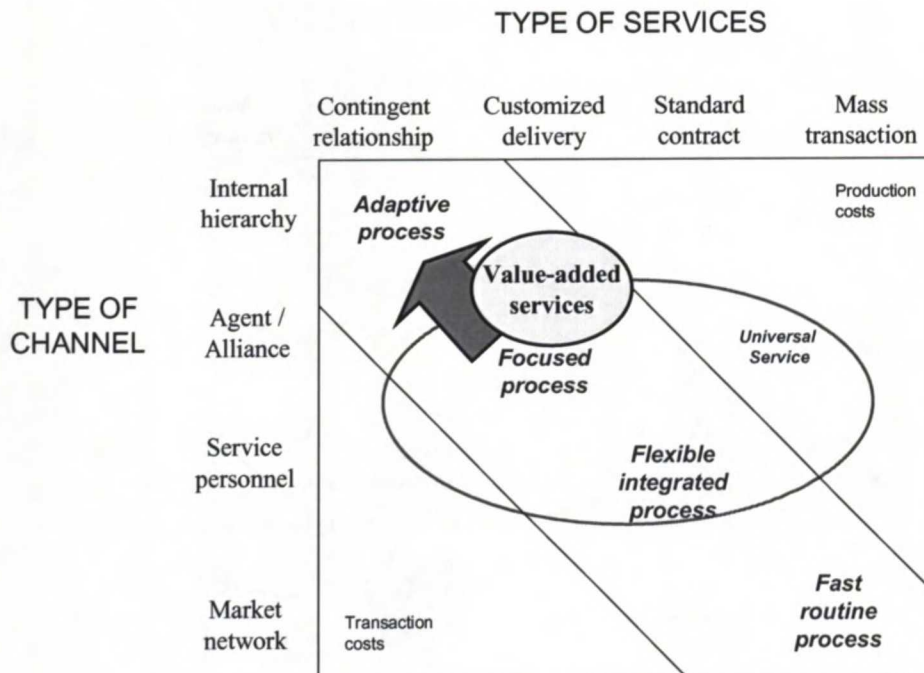 TYPE OF SERVICES
Contingent
relationship
Customized
delivery
Standard
contract
Mass
transaction
TYPE OF
CHANNEL
Internal
hierarchy
Agent /
Alliance
Service
personnel
Market
network
Adaptive
process
Production
costs
Value-added
services
Universal
Service
Focused
process
Flexible
integrated
process
Fast
routine
process
Transaction
costs